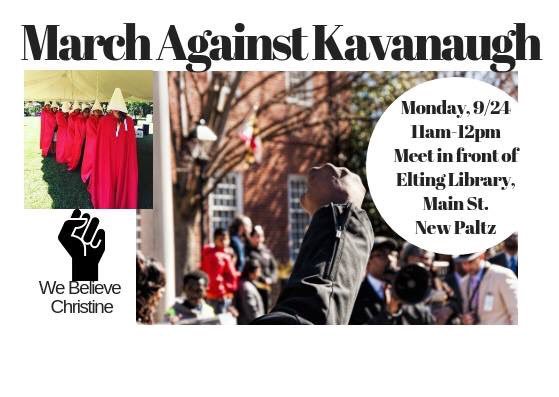 March Against Kavanaugh
Monday, 9/24
11am-12pm
Meet in front of
Elting Library,
Main St.
New Paltz
We Believe
Christine